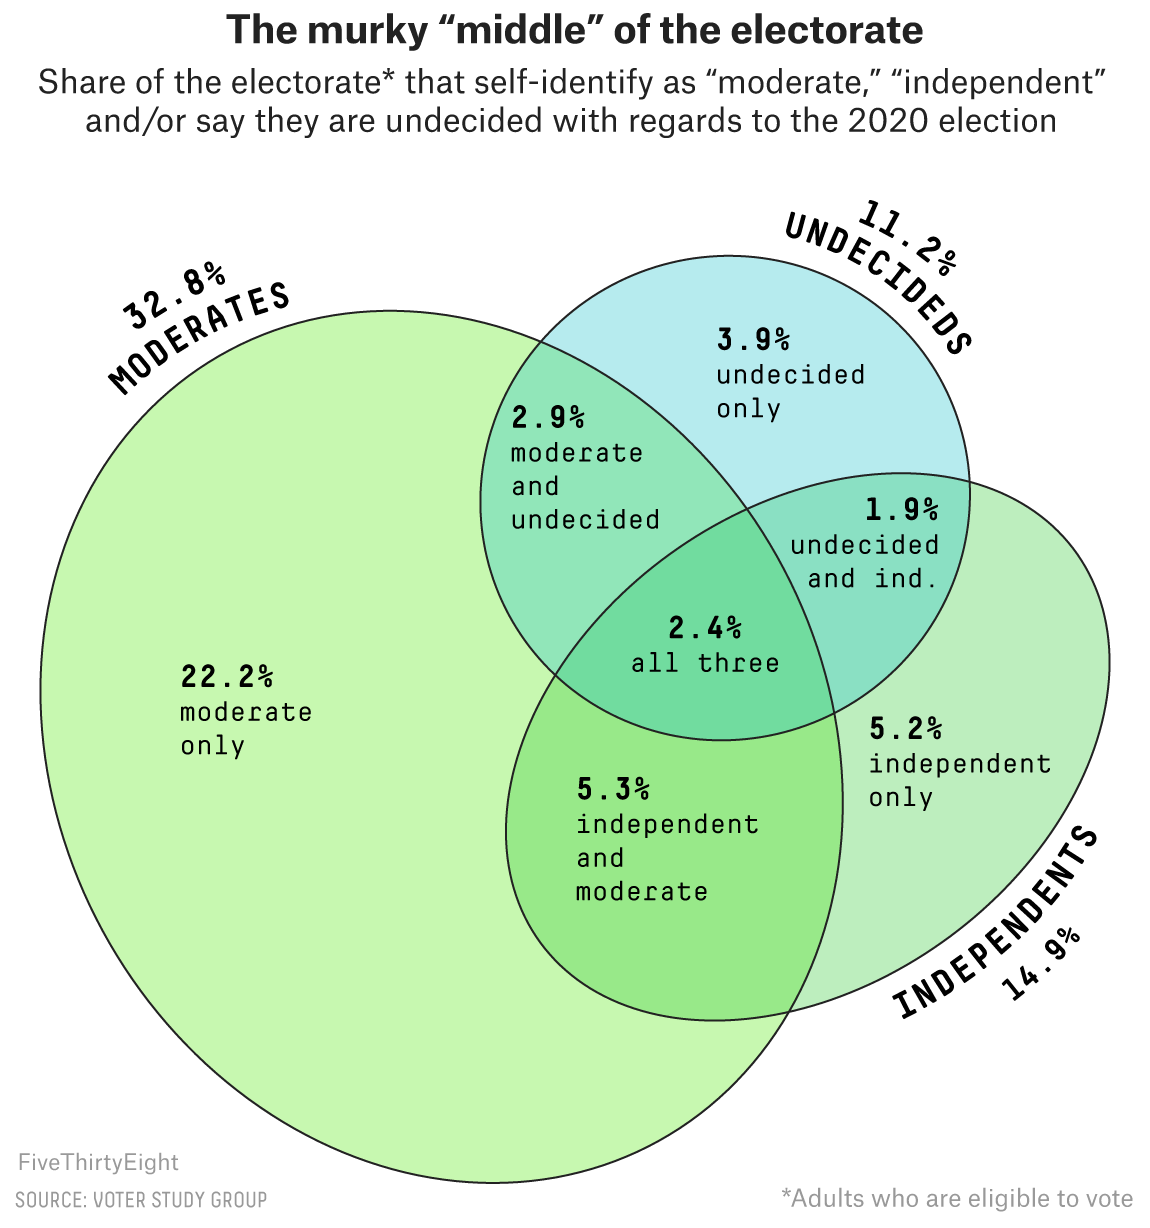 The murky “middle” of the electorate
Share of the electorate* that self-identify as “moderate,” “independent”
and/or say they are undecided with regards to the 2020 election
11.2%
UNDECIDEDS
32.8%
MODERATES
3.9%
undecided
only
2.9%
moderate
and
undecided
1.9%
undecided
and ind.
2.4%
all three
22.2%
moderate
only
5.2%
independent
only
5.3%
independent
and
moderate
INDEPENDENTS
14.9%
FiveThirtyEight
SOURCE: VOTER STUDY GROUP
*Adults who are eligible to vote